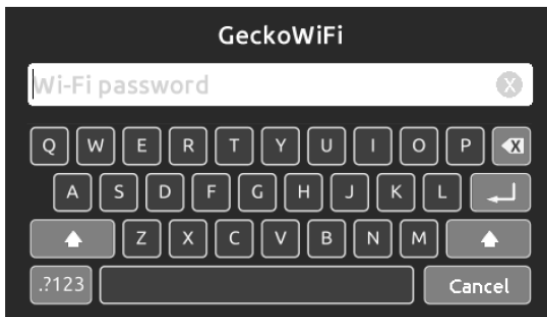 GeckoWiFi
Wi-Fi password
X
Q W E R T Y U I O P X
A S D F G H J K L
Z X C V B N M
.?123 Cancel